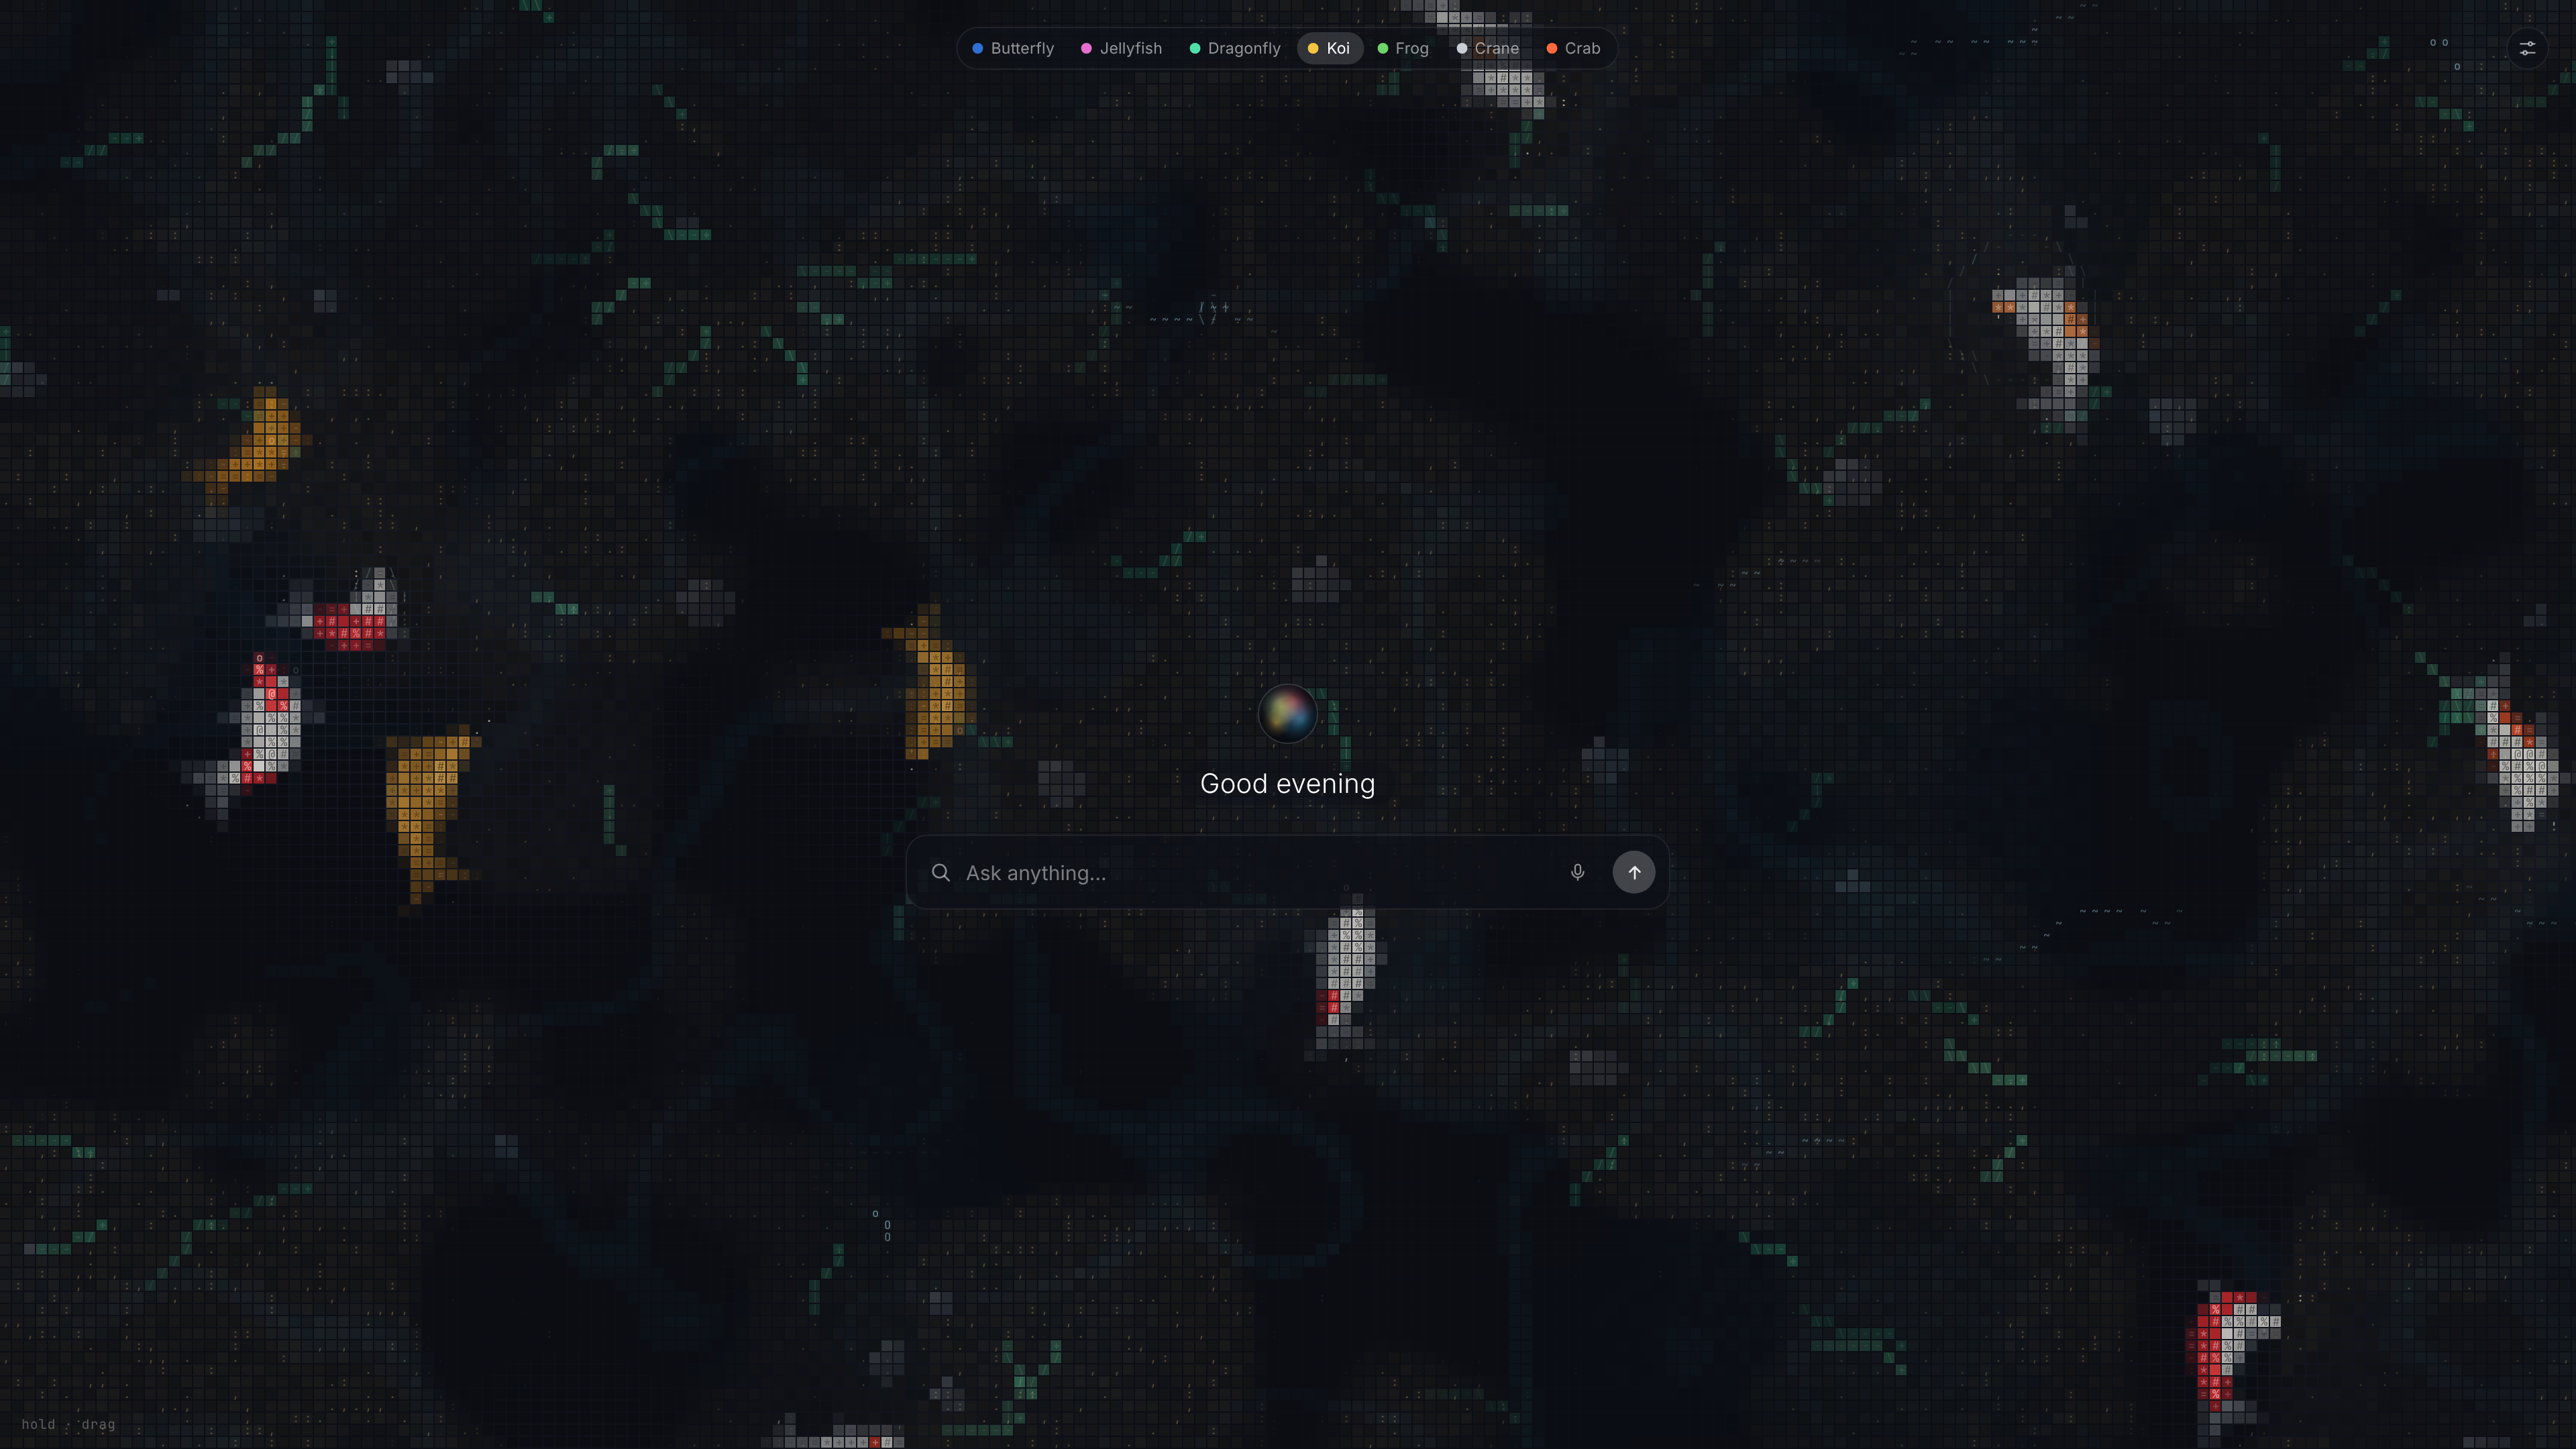 Butterfly Jellyfish Dragonfly Koi Frog Crane Crab
Good evening
Ask anything...
hold · drag